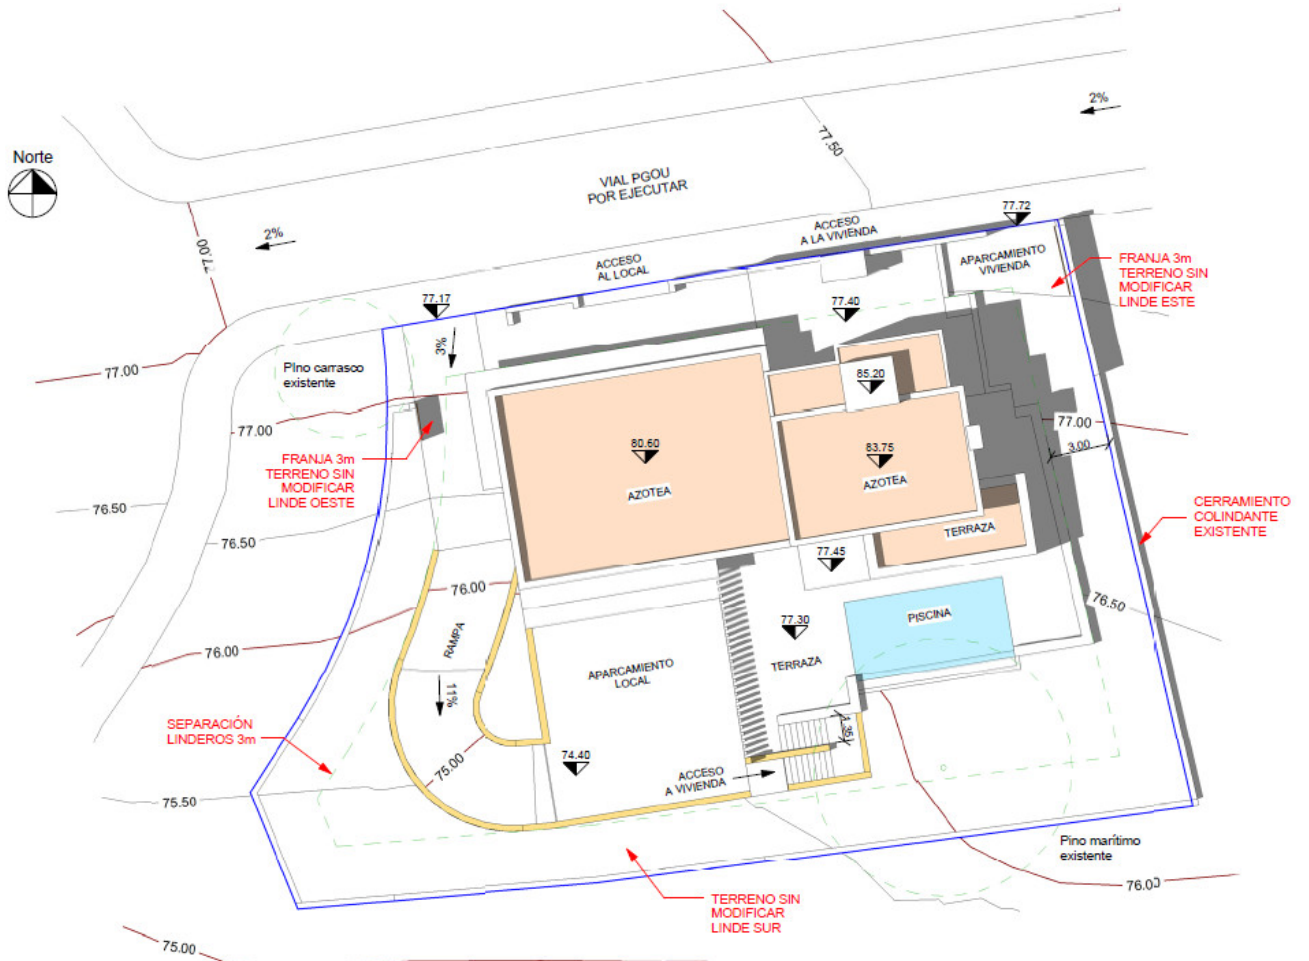 Norte
2%
77.50
VIAL PGOU
POR EJECUTAR
77.00
2%
77.72
ACCESO
A LA VIVIENDA
ACCESO
AL LOCAL
APARCAMIENTO
VIVIENDA
FRANJA 3m
TERRENO SIN
MODIFICAR
LINDE ESTE
77.17
77.40
3%
77.00
Pino carrasco
existente
85.20
77.00
77.00
3.00
80.60
AZOTEA
83.75
AZOTEA
FRANJA 3m
TERRENO SIN
MODIFICAR
LINDE OESTE
CERRAMIENTO
COLINDANTE
EXISTENTE
76.50
76.50
TERRAZA
77.45
76.00
76.50
PISCINA
77.30
TERRAZA
RAMPA
76.00
APARCAMIENTO
LOCAL
11%
SEPARACIÓN
LINDEROS 3m
1.35
75.00
74.40
ACCESO
A VIVIENDA
75.50
Pino marítimo
existente
76.00
TERRENO SIN
MODIFICAR
LINDE SUR
75.00